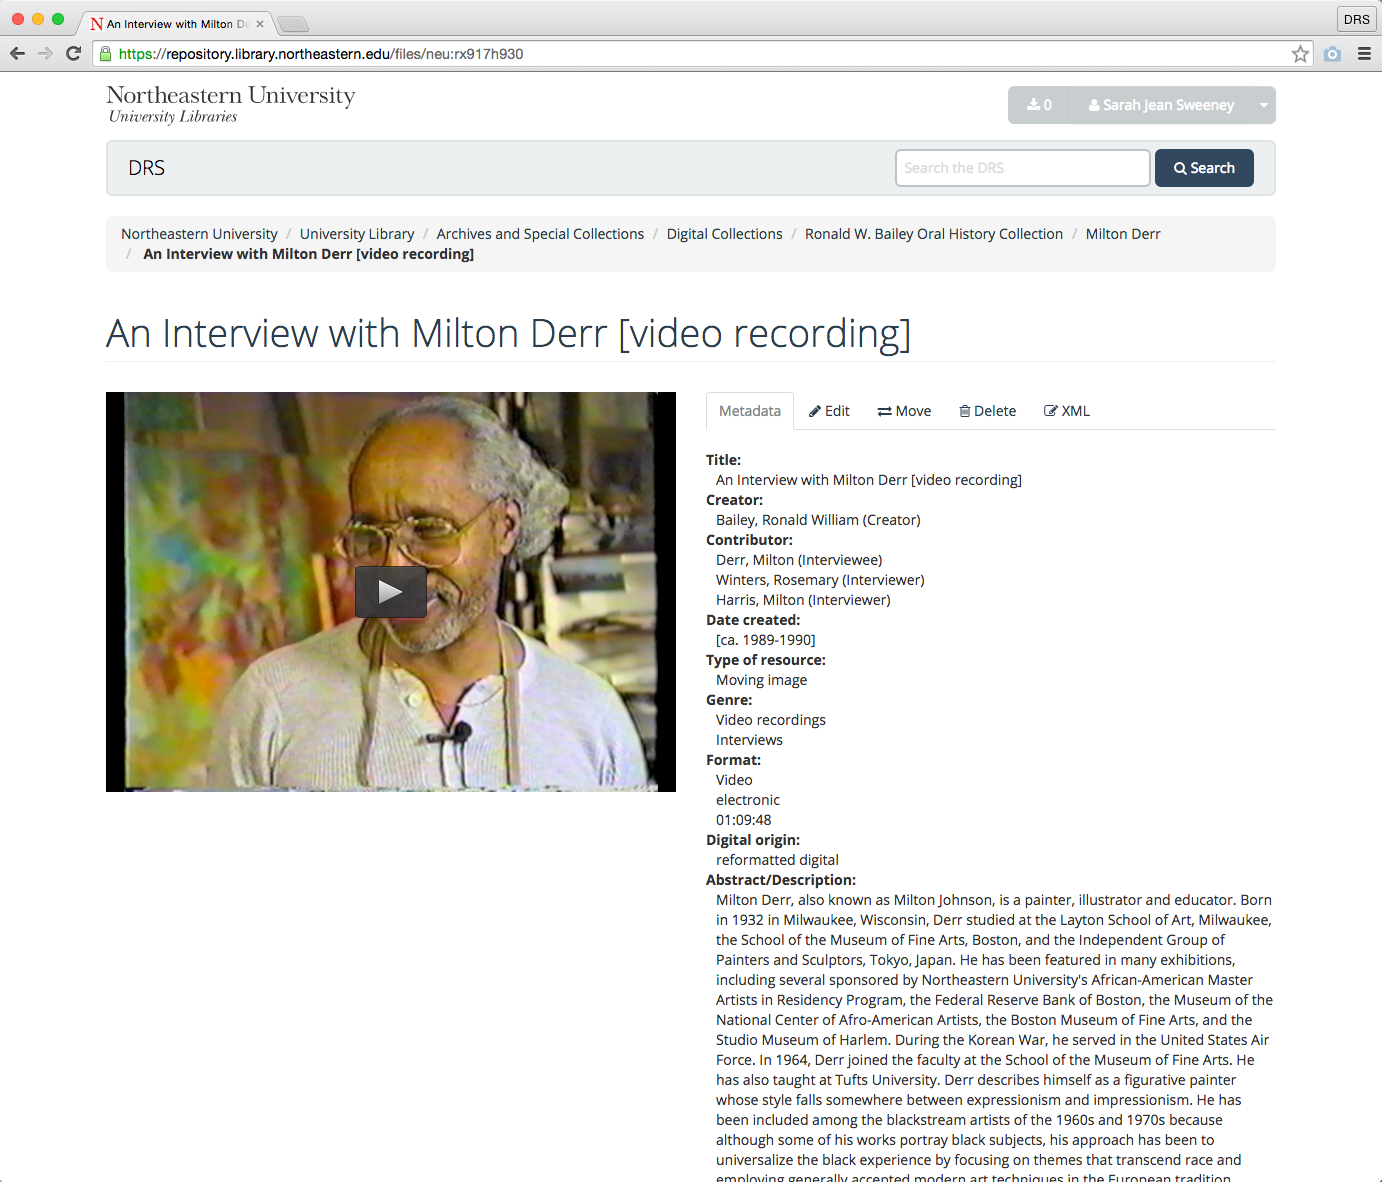 An Interview with Milton De
DRS
https://repository.library.northeastern.edu/files/neu:rx917h930
Northeastern University
University Libraries
0
Sarah Jean Sweeney
DRS
Search the DRS
Search
Northeastern University / University Library / Archives and Special Collections / Digital Collections / Ronald W. Bailey Oral History Collection / Milton Derr
/ An Interview with Milton Derr [video recording]
An Interview with Milton Derr [video recording]
Metadata
Edit
Move
Delete
XML
Title:
An Interview with Milton Derr [video recording]
Creator:
Bailey, Ronald William (Creator)
Contributor:
Derr, Milton (Interviewee)
Winters, Rosemary (Interviewer)
Harris, Milton (Interviewer)
Date created:
[ca. 1989-1990]
Type of resource:
Moving image
Genre:
Video recordings
Interviews
Format:
Video
electronic
01:09:48
Digital origin:
reformatted digital
Abstract/Description:
Milton Derr, also known as Milton Johnson, is a painter, illustrator and educator. Born
in 1932 in Milwaukee, Wisconsin, Derr studied at the Layton School of Art, Milwaukee,
the School of the Museum of Fine Arts, Boston, and the Independent Group of
Painters and Sculptors, Tokyo, Japan. He has been featured in many exhibitions,
including several sponsored by Northeastern University's African-American Master
Artists in Residency Program, the Federal Reserve Bank of Boston, the Museum of the
National Center of Afro-American Artists, the Boston Museum of Fine Arts, and the
Studio Museum of Harlem. During the Korean War, he served in the United States Air
Force. In 1964, Derr joined the faculty at the School of the Museum of Fine Arts. He
has also taught at Tufts University. Derr describes himself as a figurative painter
whose style falls somewhere between expressionism and impressionism. He has
been included among the blackstream artists of the 1960s and 1970s because
although some of his works portray black subjects, his approach has been to
universalize the black experience by focusing on themes that transcend race and
employing generally accepted modern art techniques in the European tradition.